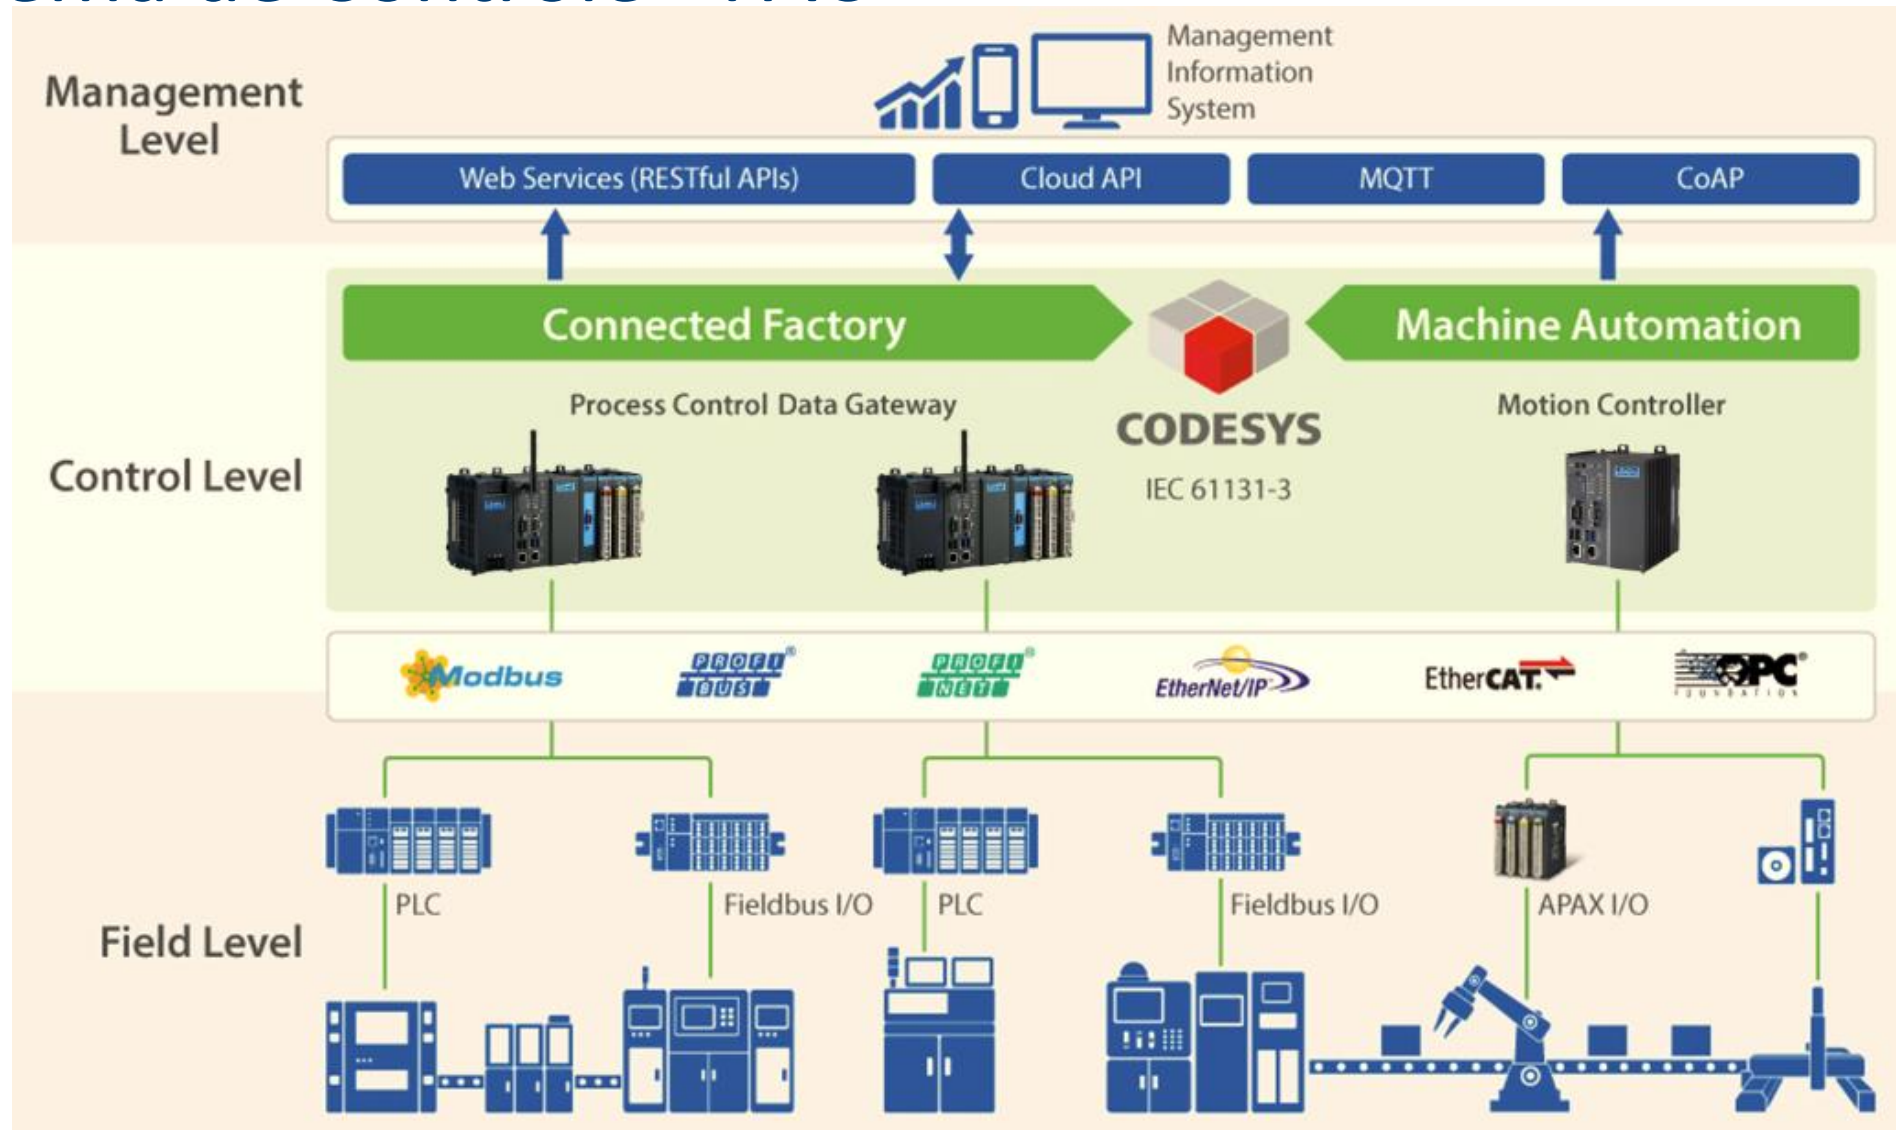 Management
Information
System
Management
Level
Web Services (RESTful APIs)
Cloud API
MQTT
CoAP
Connected Factory
Machine Automation
Process Control Data Gateway
CODESYS
IEC 61131-3
Motion Controller
Control Level
Modbus
PROFI
BUS
PROFI
NET
EtherNet/IP
EtherCAT.
OPC
FOUNDATION
PLC
Fieldbus I/O
PLC
Fieldbus I/O
APAX I/O
Field Level